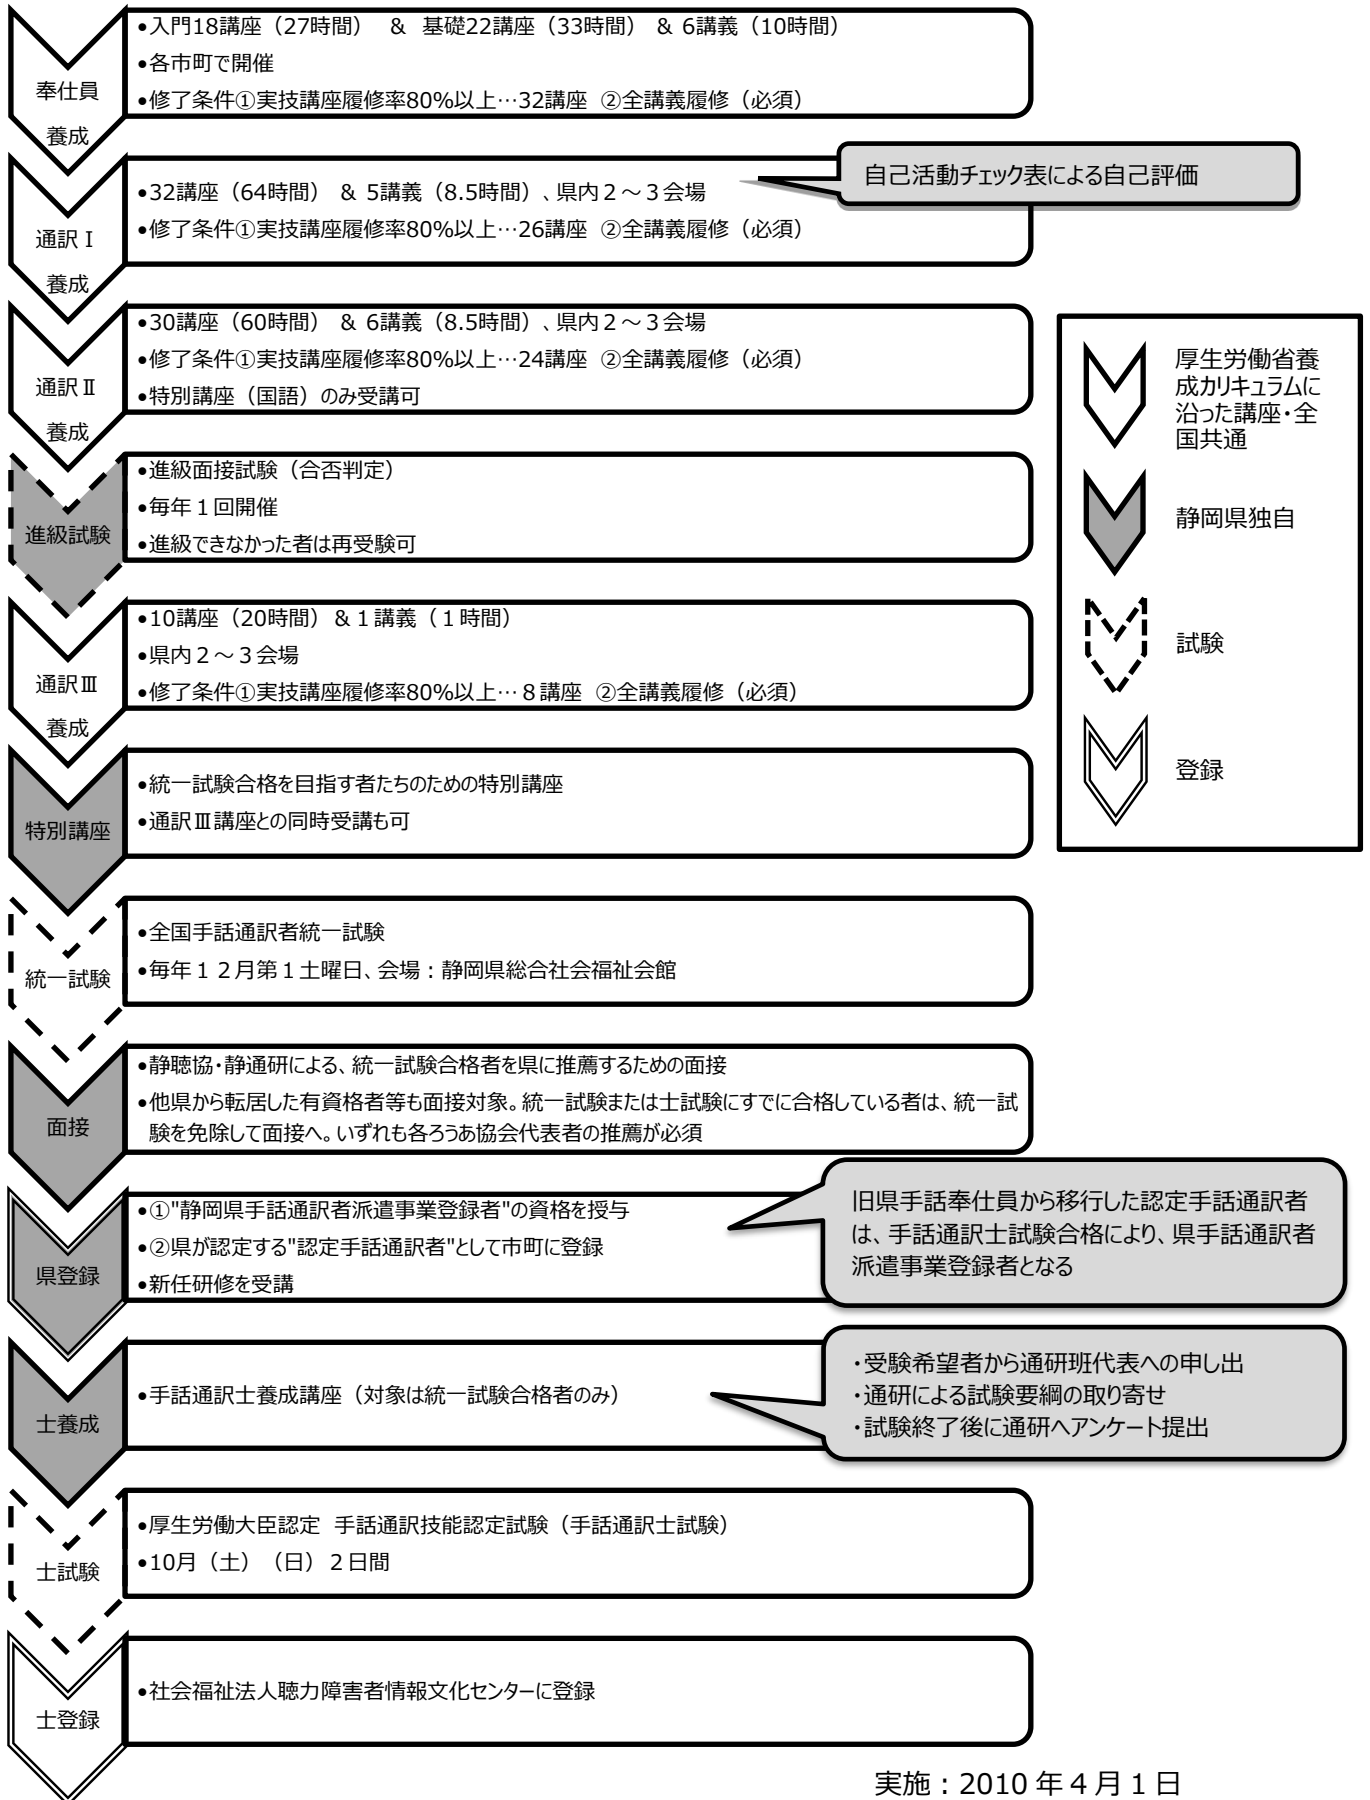 奉仕員
養成
•入門18講座（27時間） & 基礎22講座（33時間） & 6講義（10時間）
•各市町で開催
•修了条件①実技講座履修率80%以上…32講座 ②全講義履修（必須）
通訳Ⅰ
養成
•32講座（64時間） & 5講義（8.5時間）、県内２～３会場
•修了条件①実技講座履修率80%以上…26講座 ②全講義履修（必須）
自己活動チェック表による自己評価
通訳Ⅱ
養成
•30講座（60時間） & 6講義（8.5時間）、県内２～３会場
•修了条件①実技講座履修率80%以上…24講座 ②全講義履修（必須）
•特別講座（国語）のみ受講可
進級試験
•進級面接試験（合否判定）
•毎年１回開催
•進級できなかった者は再受験可
通訳Ⅲ
養成
•10講座（20時間）&１講義（１時間）
•県内２～３会場
•修了条件①実技講座履修率80%以上…８講座 ②全講義履修（必須）
特別講座
•統一試験合格を目指す者たちのための特別講座
•通訳Ⅲ講座との同時受講も可
統一試験
•全国手話通訳者統一試験
•毎年１２月第１土曜日、会場：静岡県総合社会福祉会館
面接
•静聴協・静通研による、統一試験合格者を県に推薦するための面接
•他県から転居した有資格者等も面接対象。統一試験または士試験にすでに合格している者は、統一試
験を免除して面接へ。いずれも各ろうあ協会代表者の推薦が必須
県登録
•①"静岡県手話通訳者派遣事業登録者"の資格を授与
•②県が認定する"認定手話通訳者"として市町に登録
•新任研修を受講
旧県手話奉仕員から移行した認定手話通訳者
は、手話通訳士試験合格により、県手話通訳者
派遣事業登録者となる
士養成
•手話通訳士養成講座（対象は統一試験合格者のみ）
・受験希望者から通研班代表への申し出
・通研による試験要綱の取り寄せ
・試験終了後に通研へアンケート提出
士試験
•厚生労働大臣認定 手話通訳技能認定試験（手話通訳士試験）
•10月（土）（日）２日間
士登録
•社会福祉法人聴力障害者情報文化センターに登録
厚生労働省養
成カリキュラムに
沿った講座・全
国共通
静岡県独自
試験
登録
実施：2010年４月１日